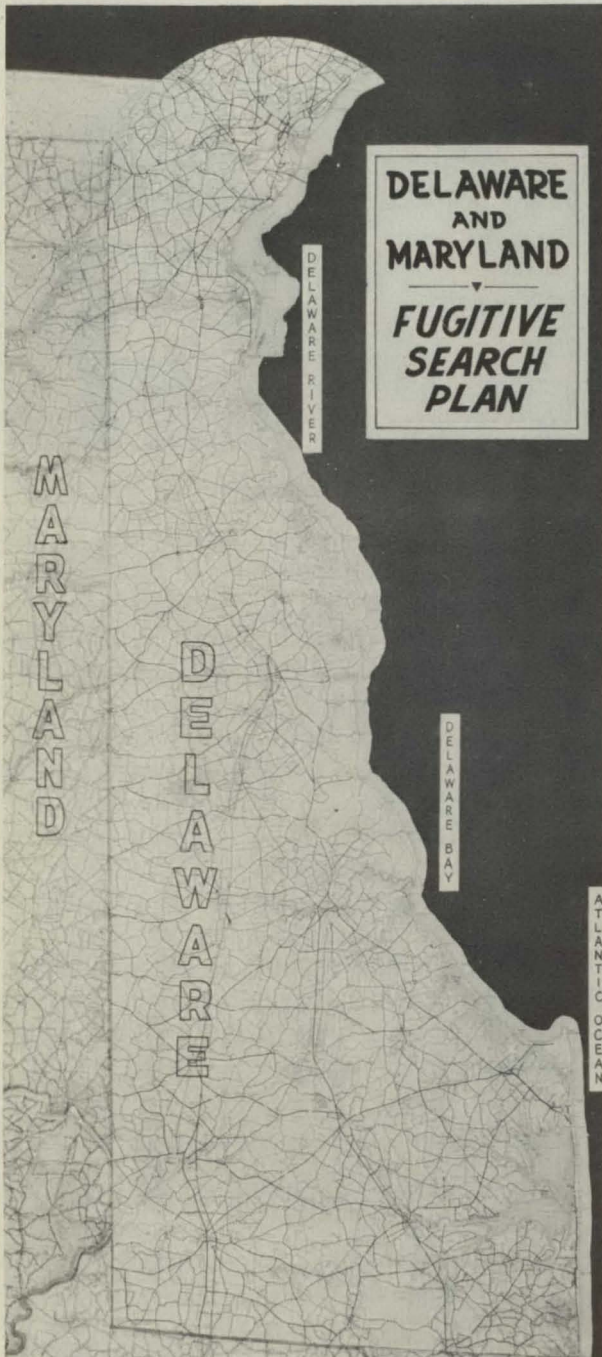 DELAWARE
AND
MARYLAND
FUGITIVE
SEARCH
PLAN
DELAWARE RIVER
MARYLAND
DELAWARE
DELAWARE BAY
ATLANTIC OCEAN